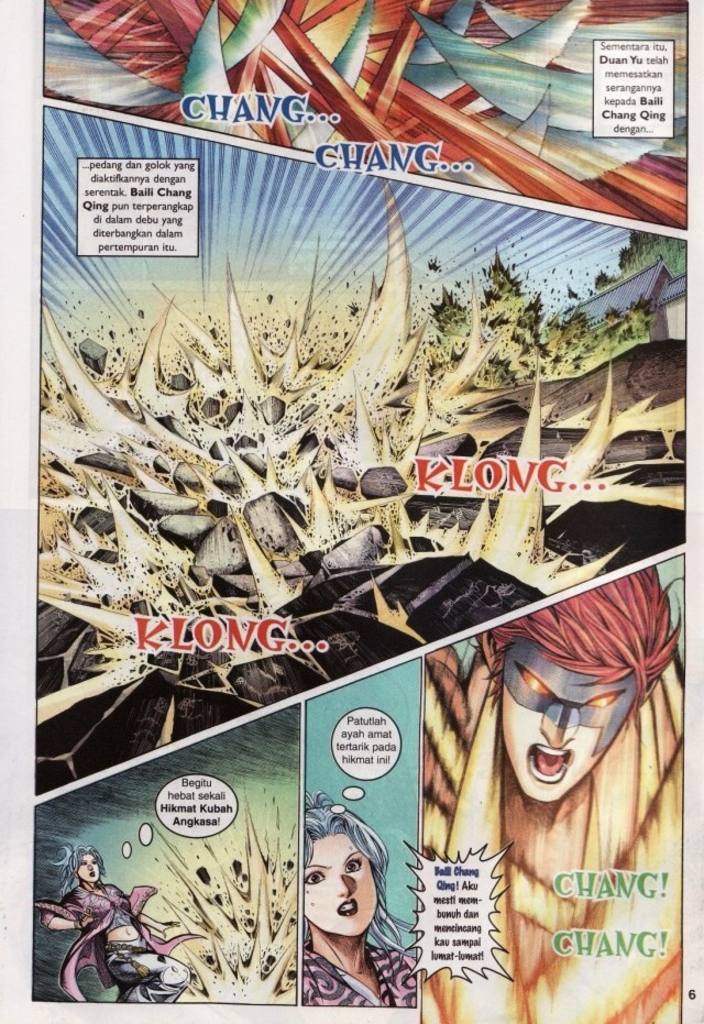 Sementara itu,
Duan Yu telah
memesatkan
serangannya
kepada Baili
Chang Qing
dengan...
CHANG...
CHANG...
...pedang dan golok yang
diaktifkannya dengan
serentak. Baili Chang
Qing pun terperangkap
di dalam debu yang
diterbangkan dalam
pertempuran itu.
KLONG...
KLONG...
Begitu
hebat sekali
Hikmat Kubah
Angkasa!
Patutlah
ayah amat
tertarik pada
hikmat ini!
Baili Chang
Qing! Aku
mesti mem-
bunuh dan
mencincang
kau sampai
lumat-lumat!
CHANG!
CHANG!
6